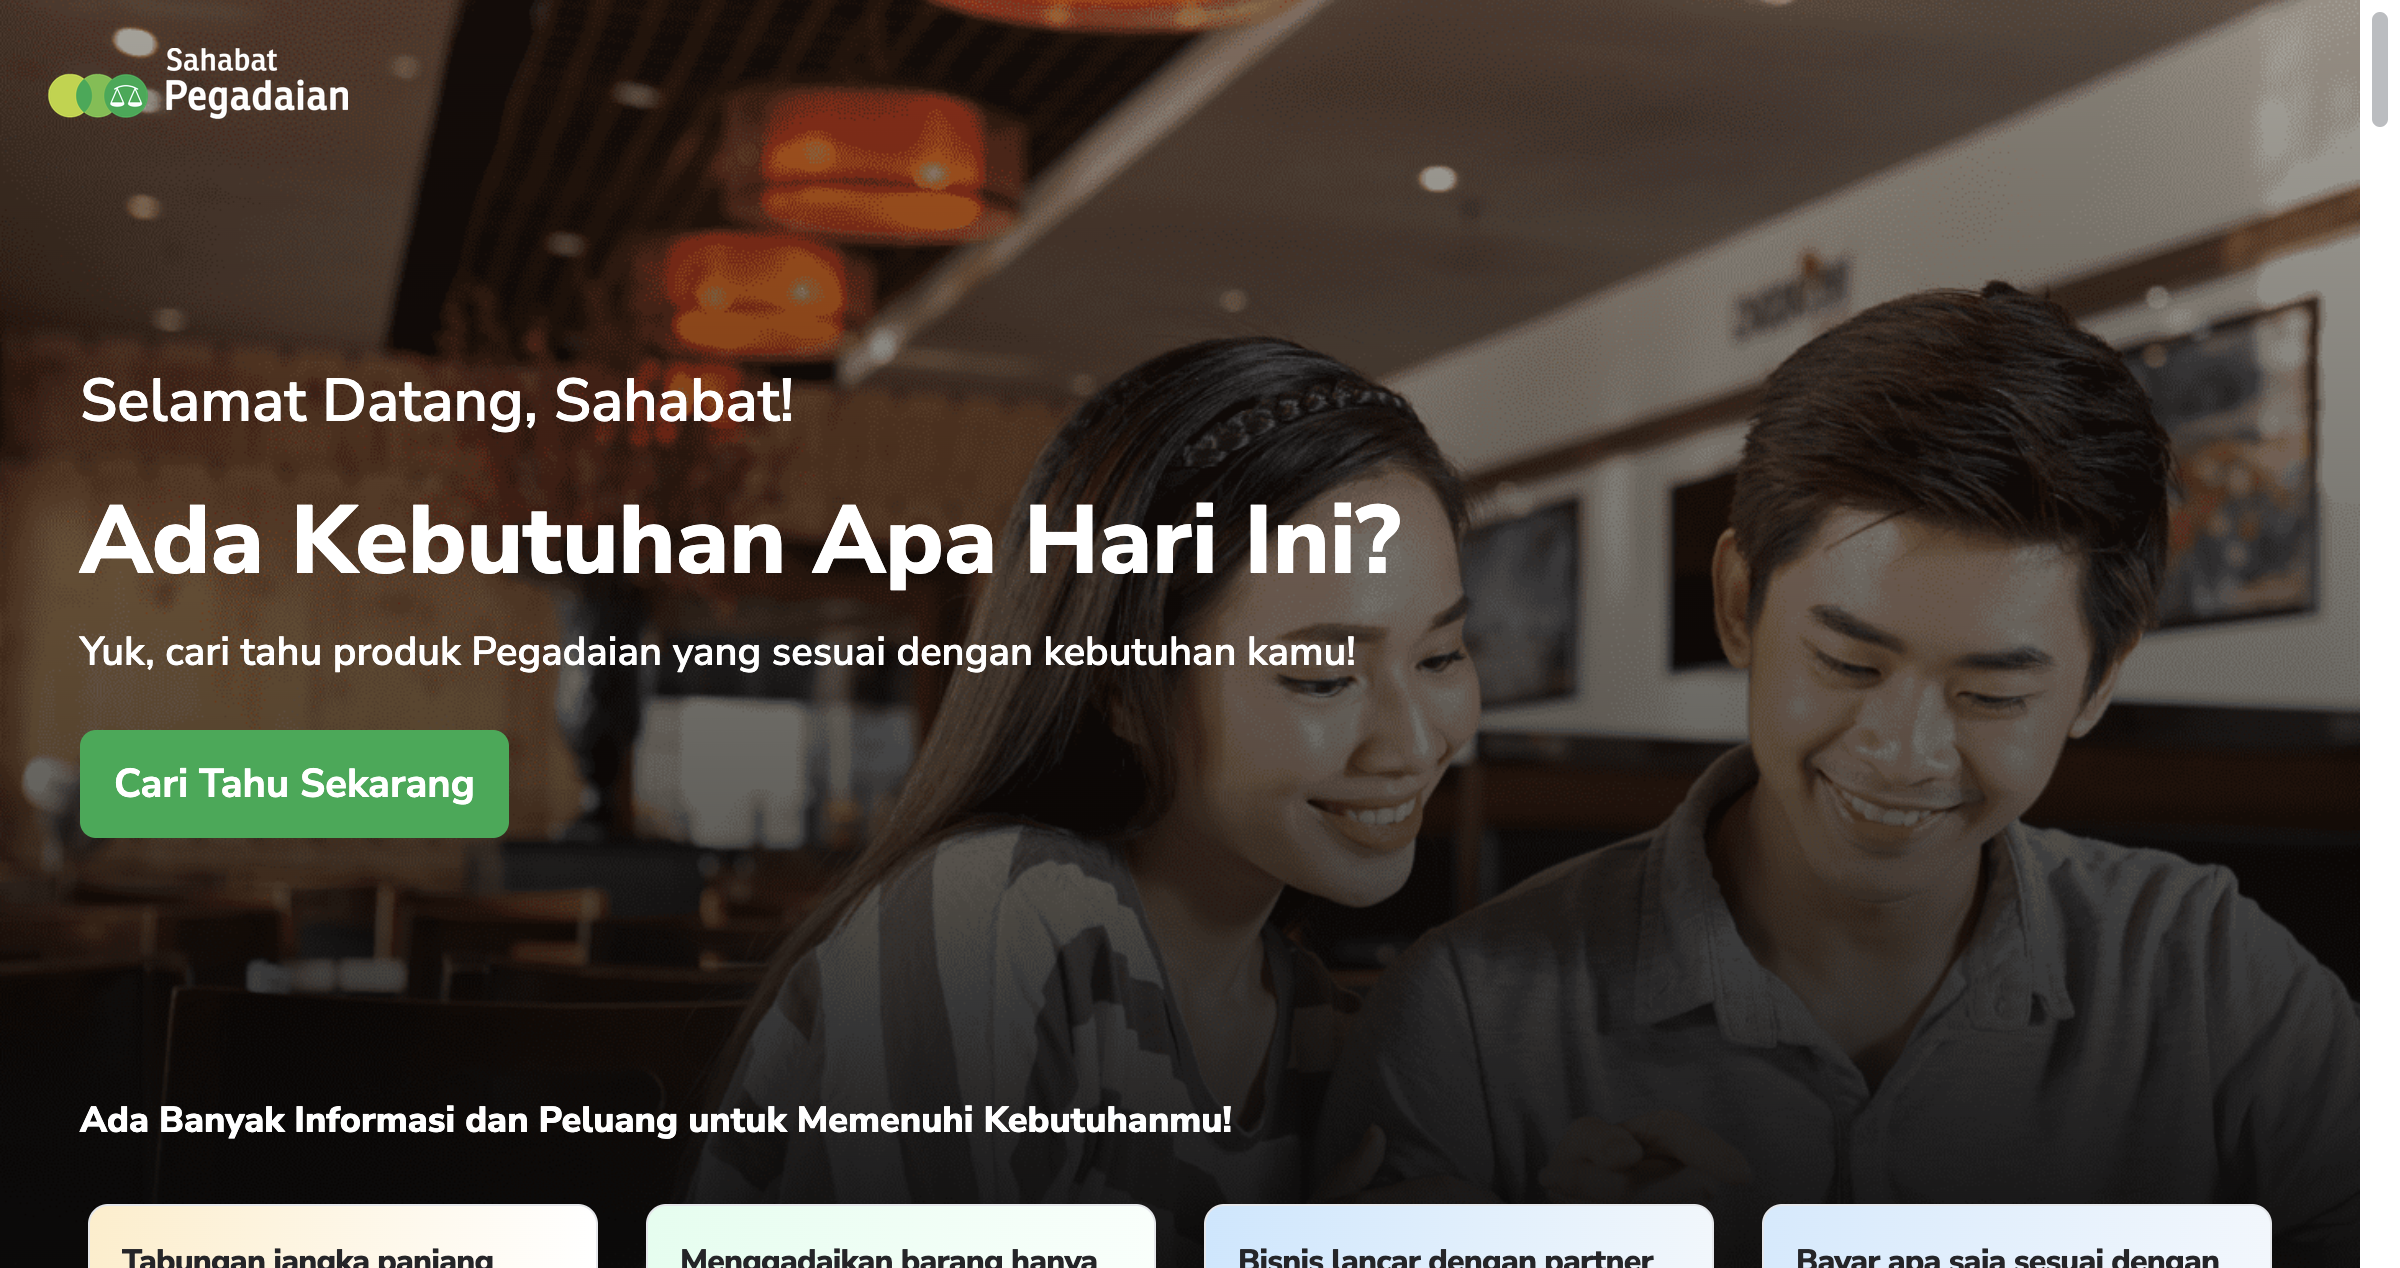 Sahabat
Pegadaian
Selamat Datang, Sahabat!
Ada Kebutuhan Apa Hari Ini?
Yuk, cari tahu produk Pegadaian yang sesuai dengan kebutuhan kamu!
Cari Tahu Sekarang
Ada Banyak Informasi dan Peluang untuk Memenuhi Kebutuhanmu!
Tabungan jangka panjang
Menggadaikan barang hanya
Bisnis lancar dengan partner
Bayar apa saja sesuai dengan